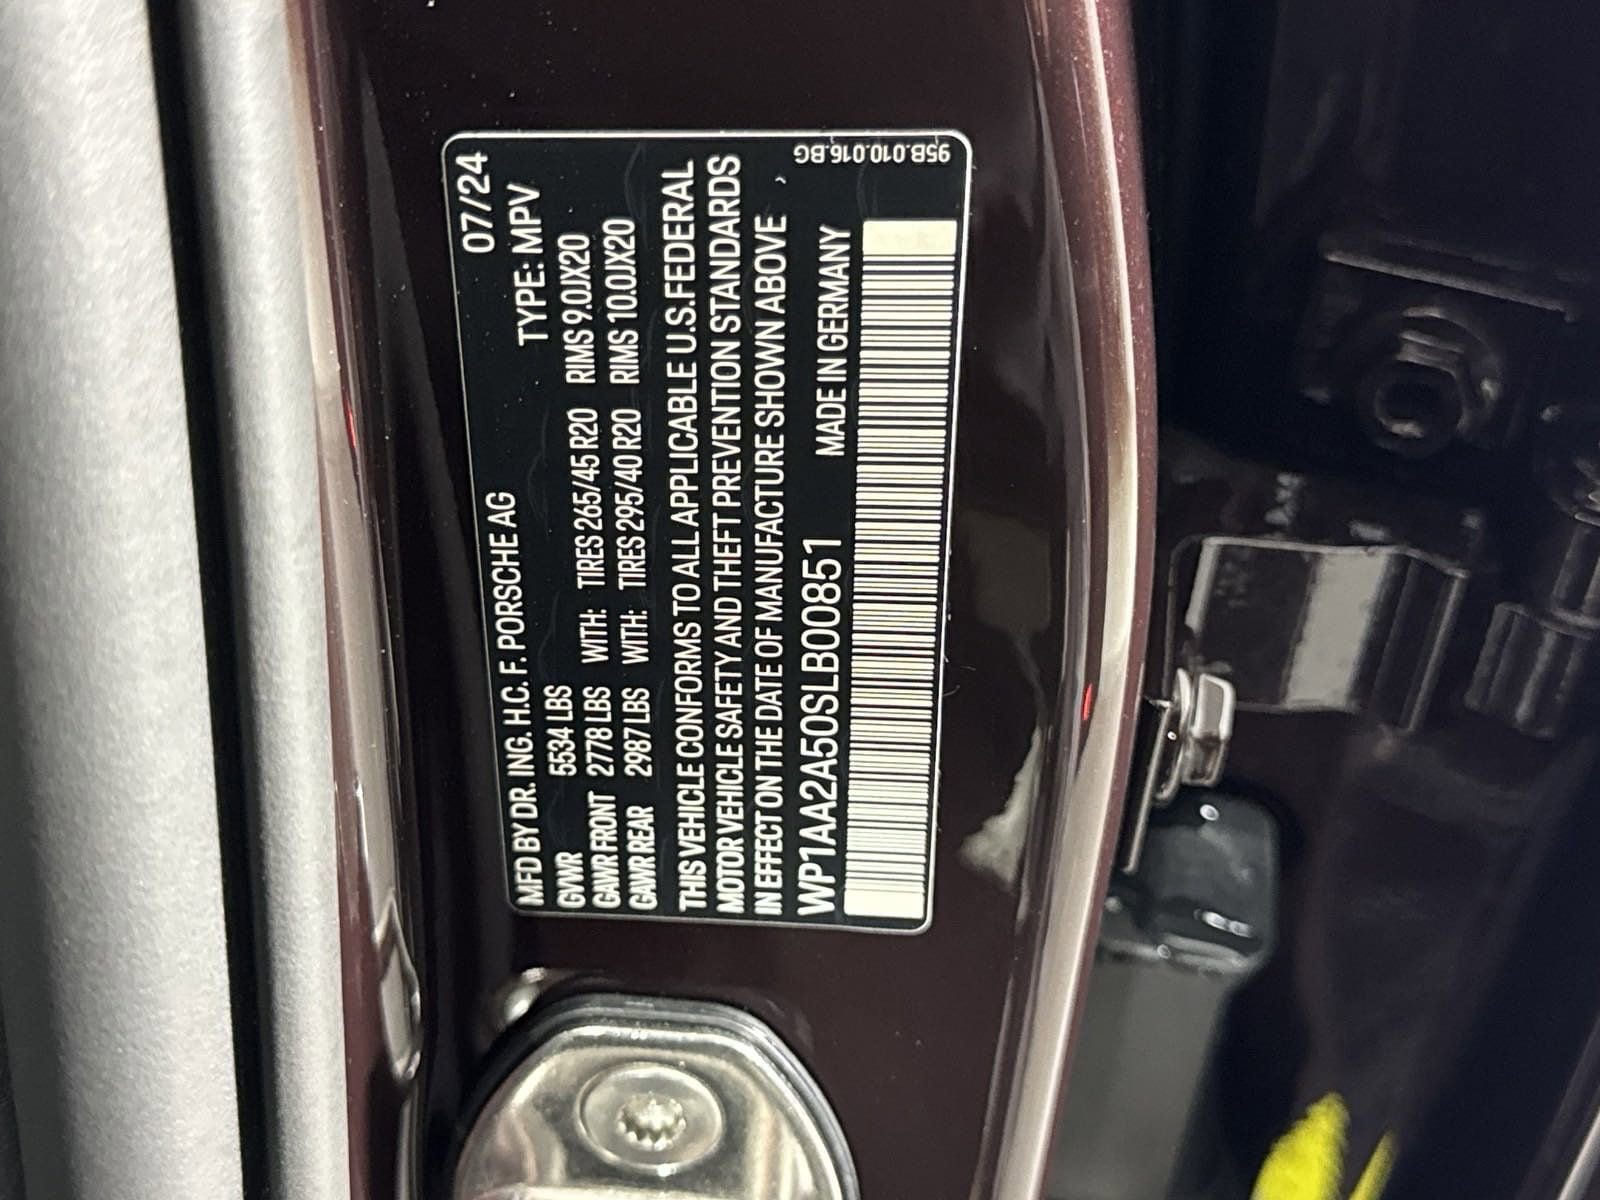 07/24
MFD BY DR. ING. H.C. F. PORSCHE AG
TYPE: MPV
GVWR 5534 LBS
GAWR FRONT 2778 LBS WITH: TIRES 265/45 R20 RIMS 9.0JX20
GAWR REAR 2987 LBS WITH: TIRES 295/40 R20 RIMS 10.0JX20
THIS VEHICLE CONFORMS TO ALL APPLICABLE U.S. FEDERAL
MOTOR VEHICLE SAFETY AND THEFT PREVENTION STANDARDS
IN EFFECT ON THE DATE OF MANUFACTURE SHOWN ABOVE
WP1AA2A50SLB00851 MADE IN GERMANY
95B.010.016.BG